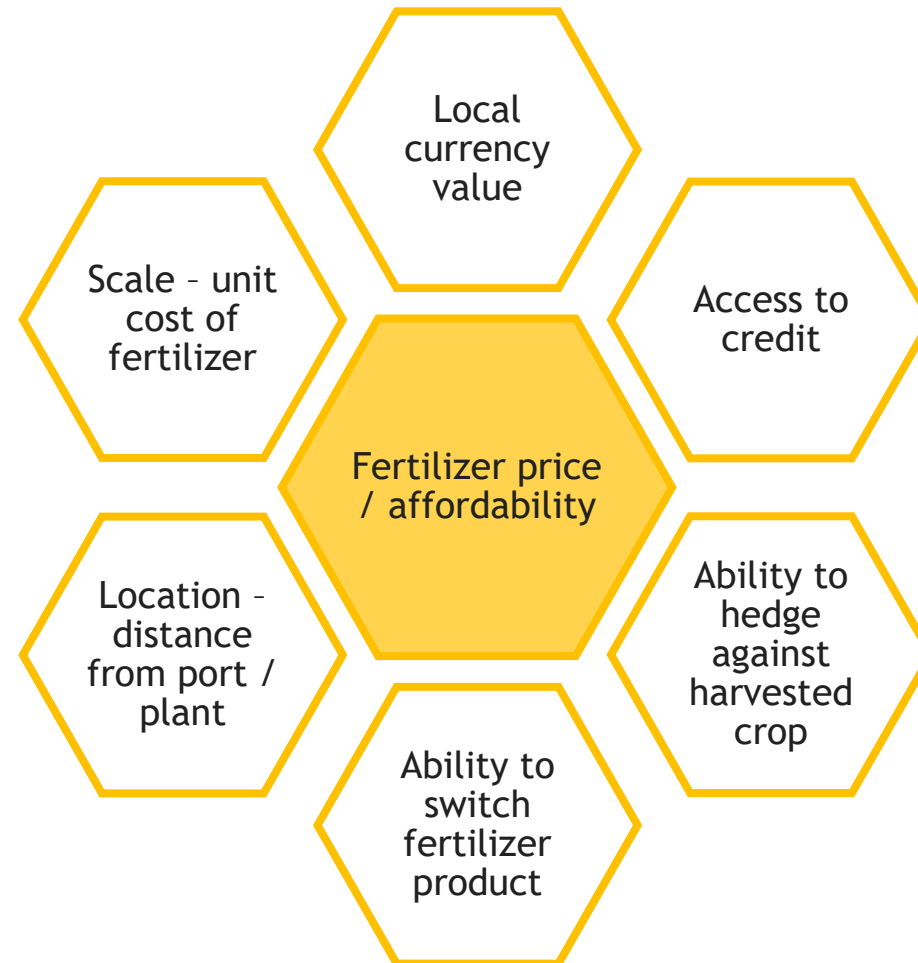 Local
currency
value
Scale – unit
cost of
fertilizer
Access to
credit
Fertilizer price
/ affordability
Location –
distance
from port /
plant
Ability to
hedge
against
harvested
crop
Ability to
switch
fertilizer
product